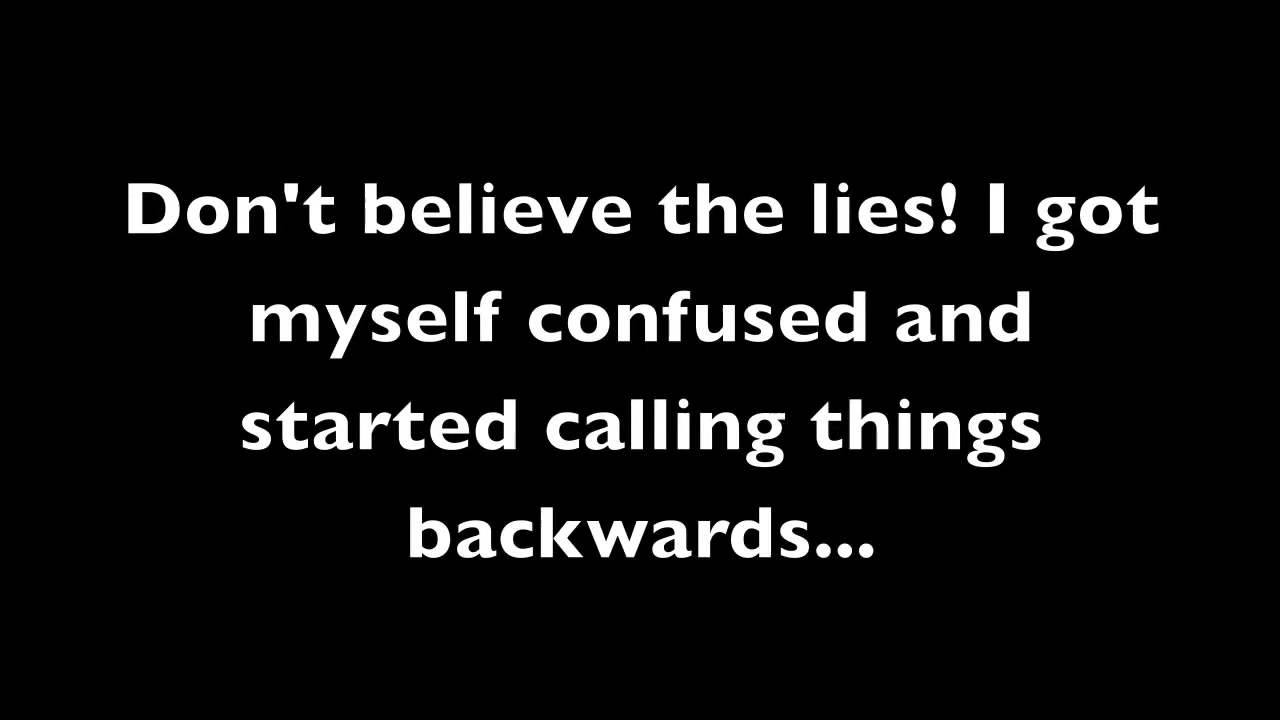 Don't believe the lies! I got
myself confused and
started calling things
backwards...